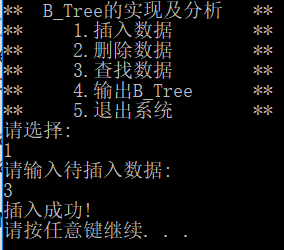 ** B_Tree的实现及分析 **
** 1.插入数据 **
** 2.删除数据 **
** 3.查找数据 **
** 4.输出B_Tree **
** 5.退出系统 **
请选择:
1
请输入待插入数据:
3
插入成功!
请按任意键继续. . .